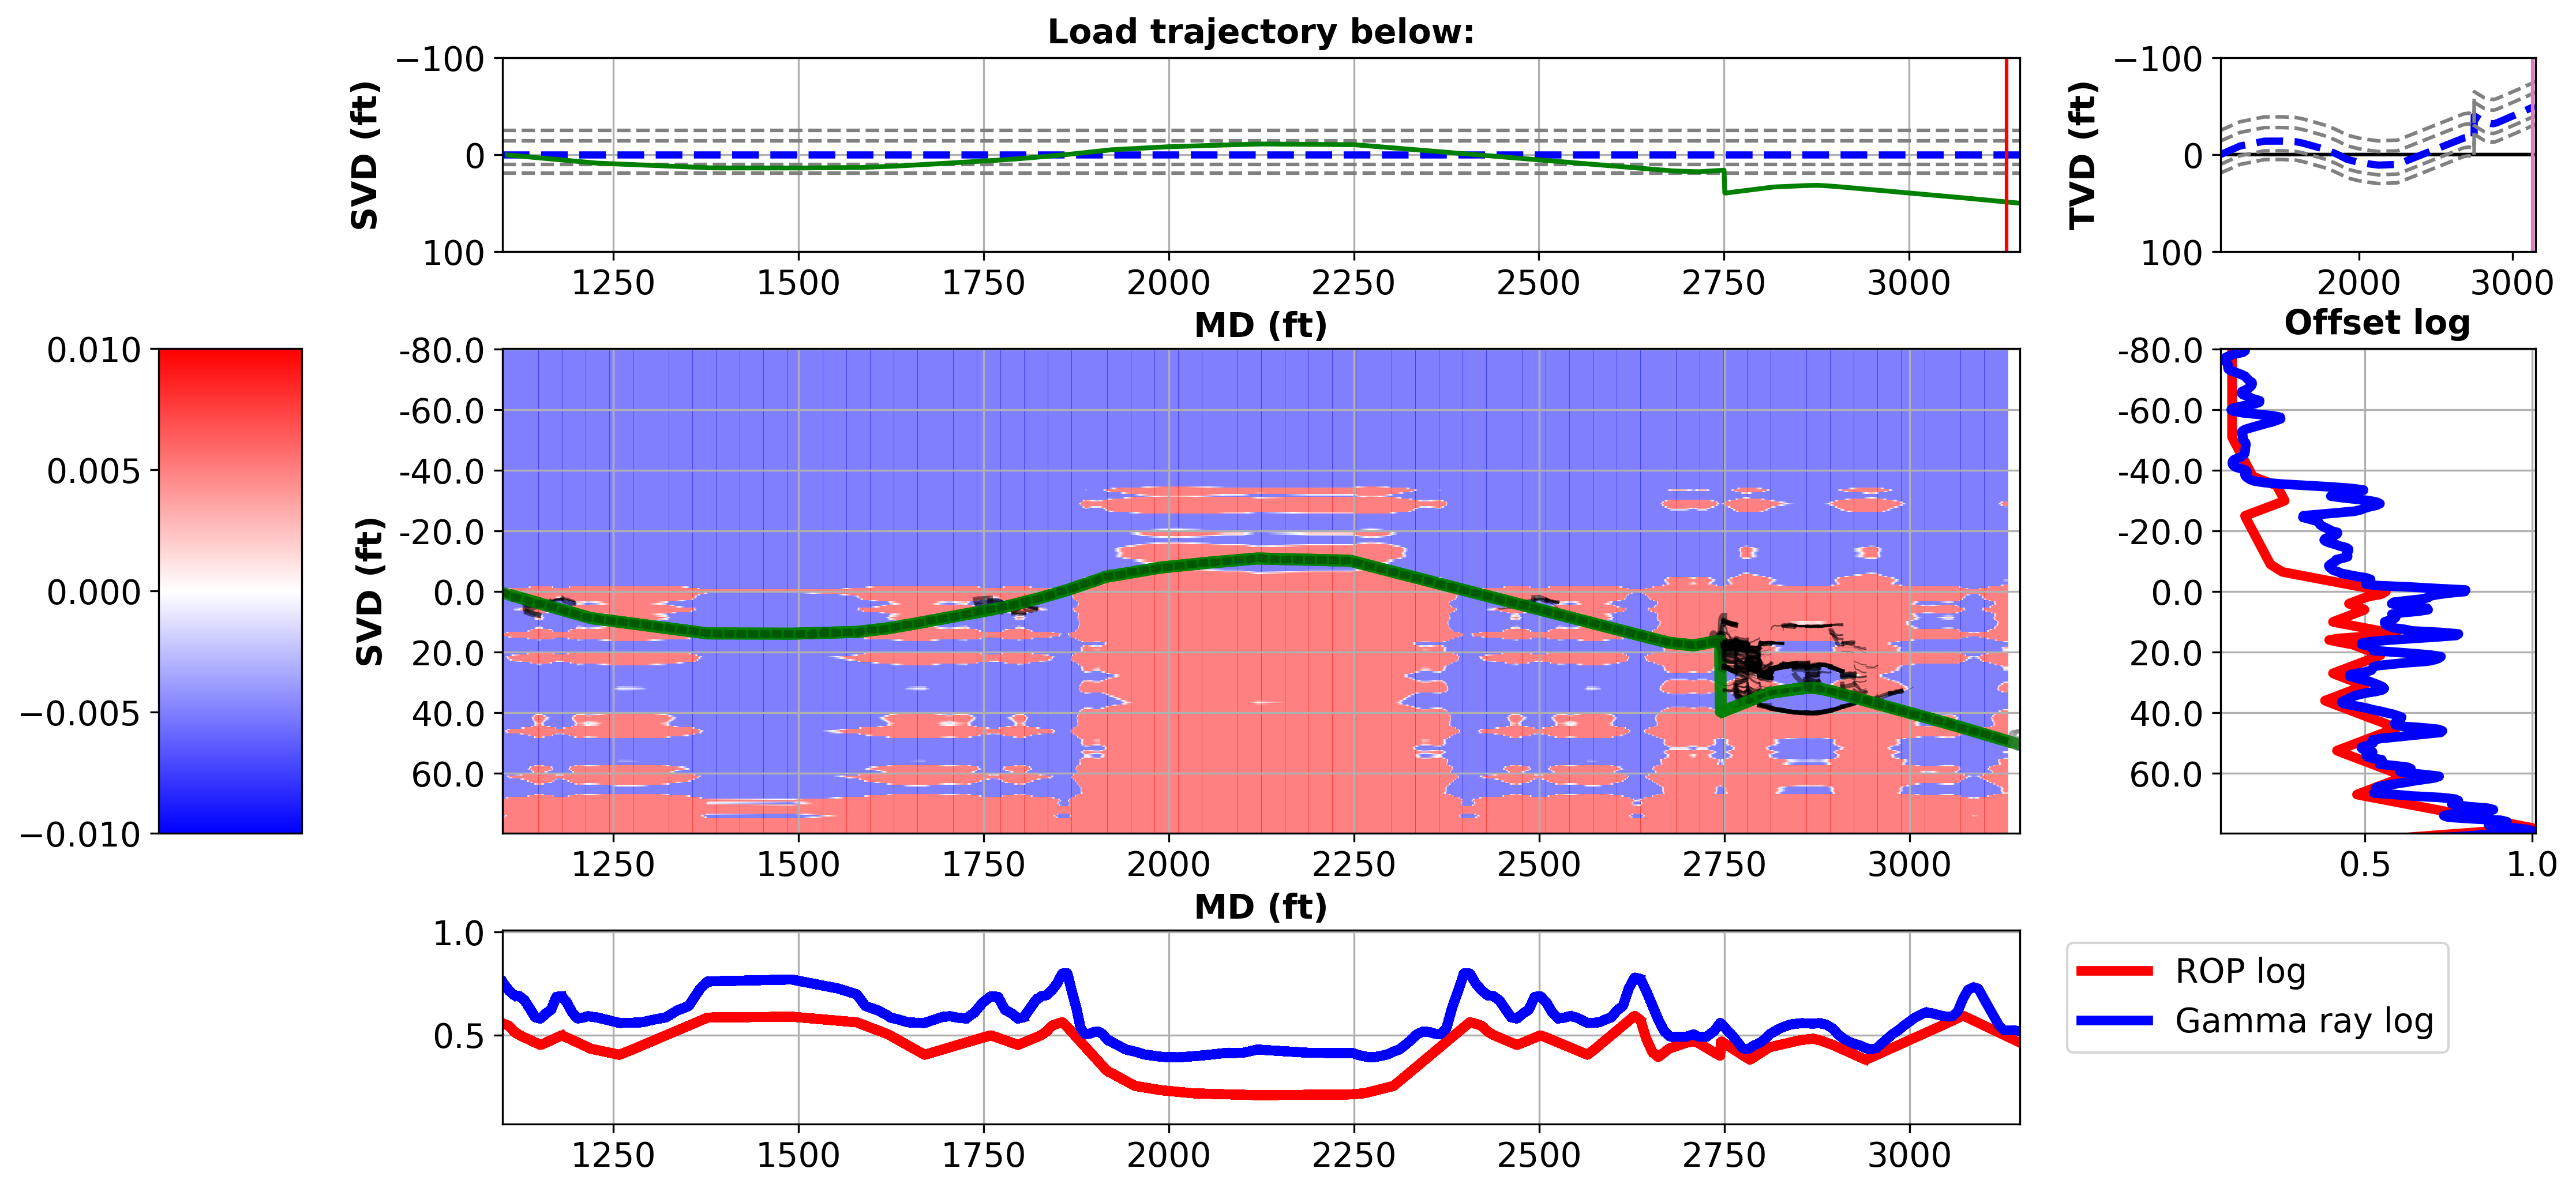 Load trajectory below:
−100
0
100
SVD (ft)
1250 1500 1750 2000 2250 2500 2750 3000
MD (ft)
−100
0
100
TVD (ft)
2000 3000
Offset log
0.010
0.005
0.000
−0.005
−0.010
-80.0
-60.0
-40.0
-20.0
0.0
20.0
40.0
60.0
SVD (ft)
1250 1500 1750 2000 2250 2500 2750 3000
MD (ft)
-80.0
-60.0
-40.0
-20.0
0.0
20.0
40.0
60.0
0.5 1.0
1.0
0.5
1250 1500 1750 2000 2250 2500 2750 3000
ROP log
Gamma ray log